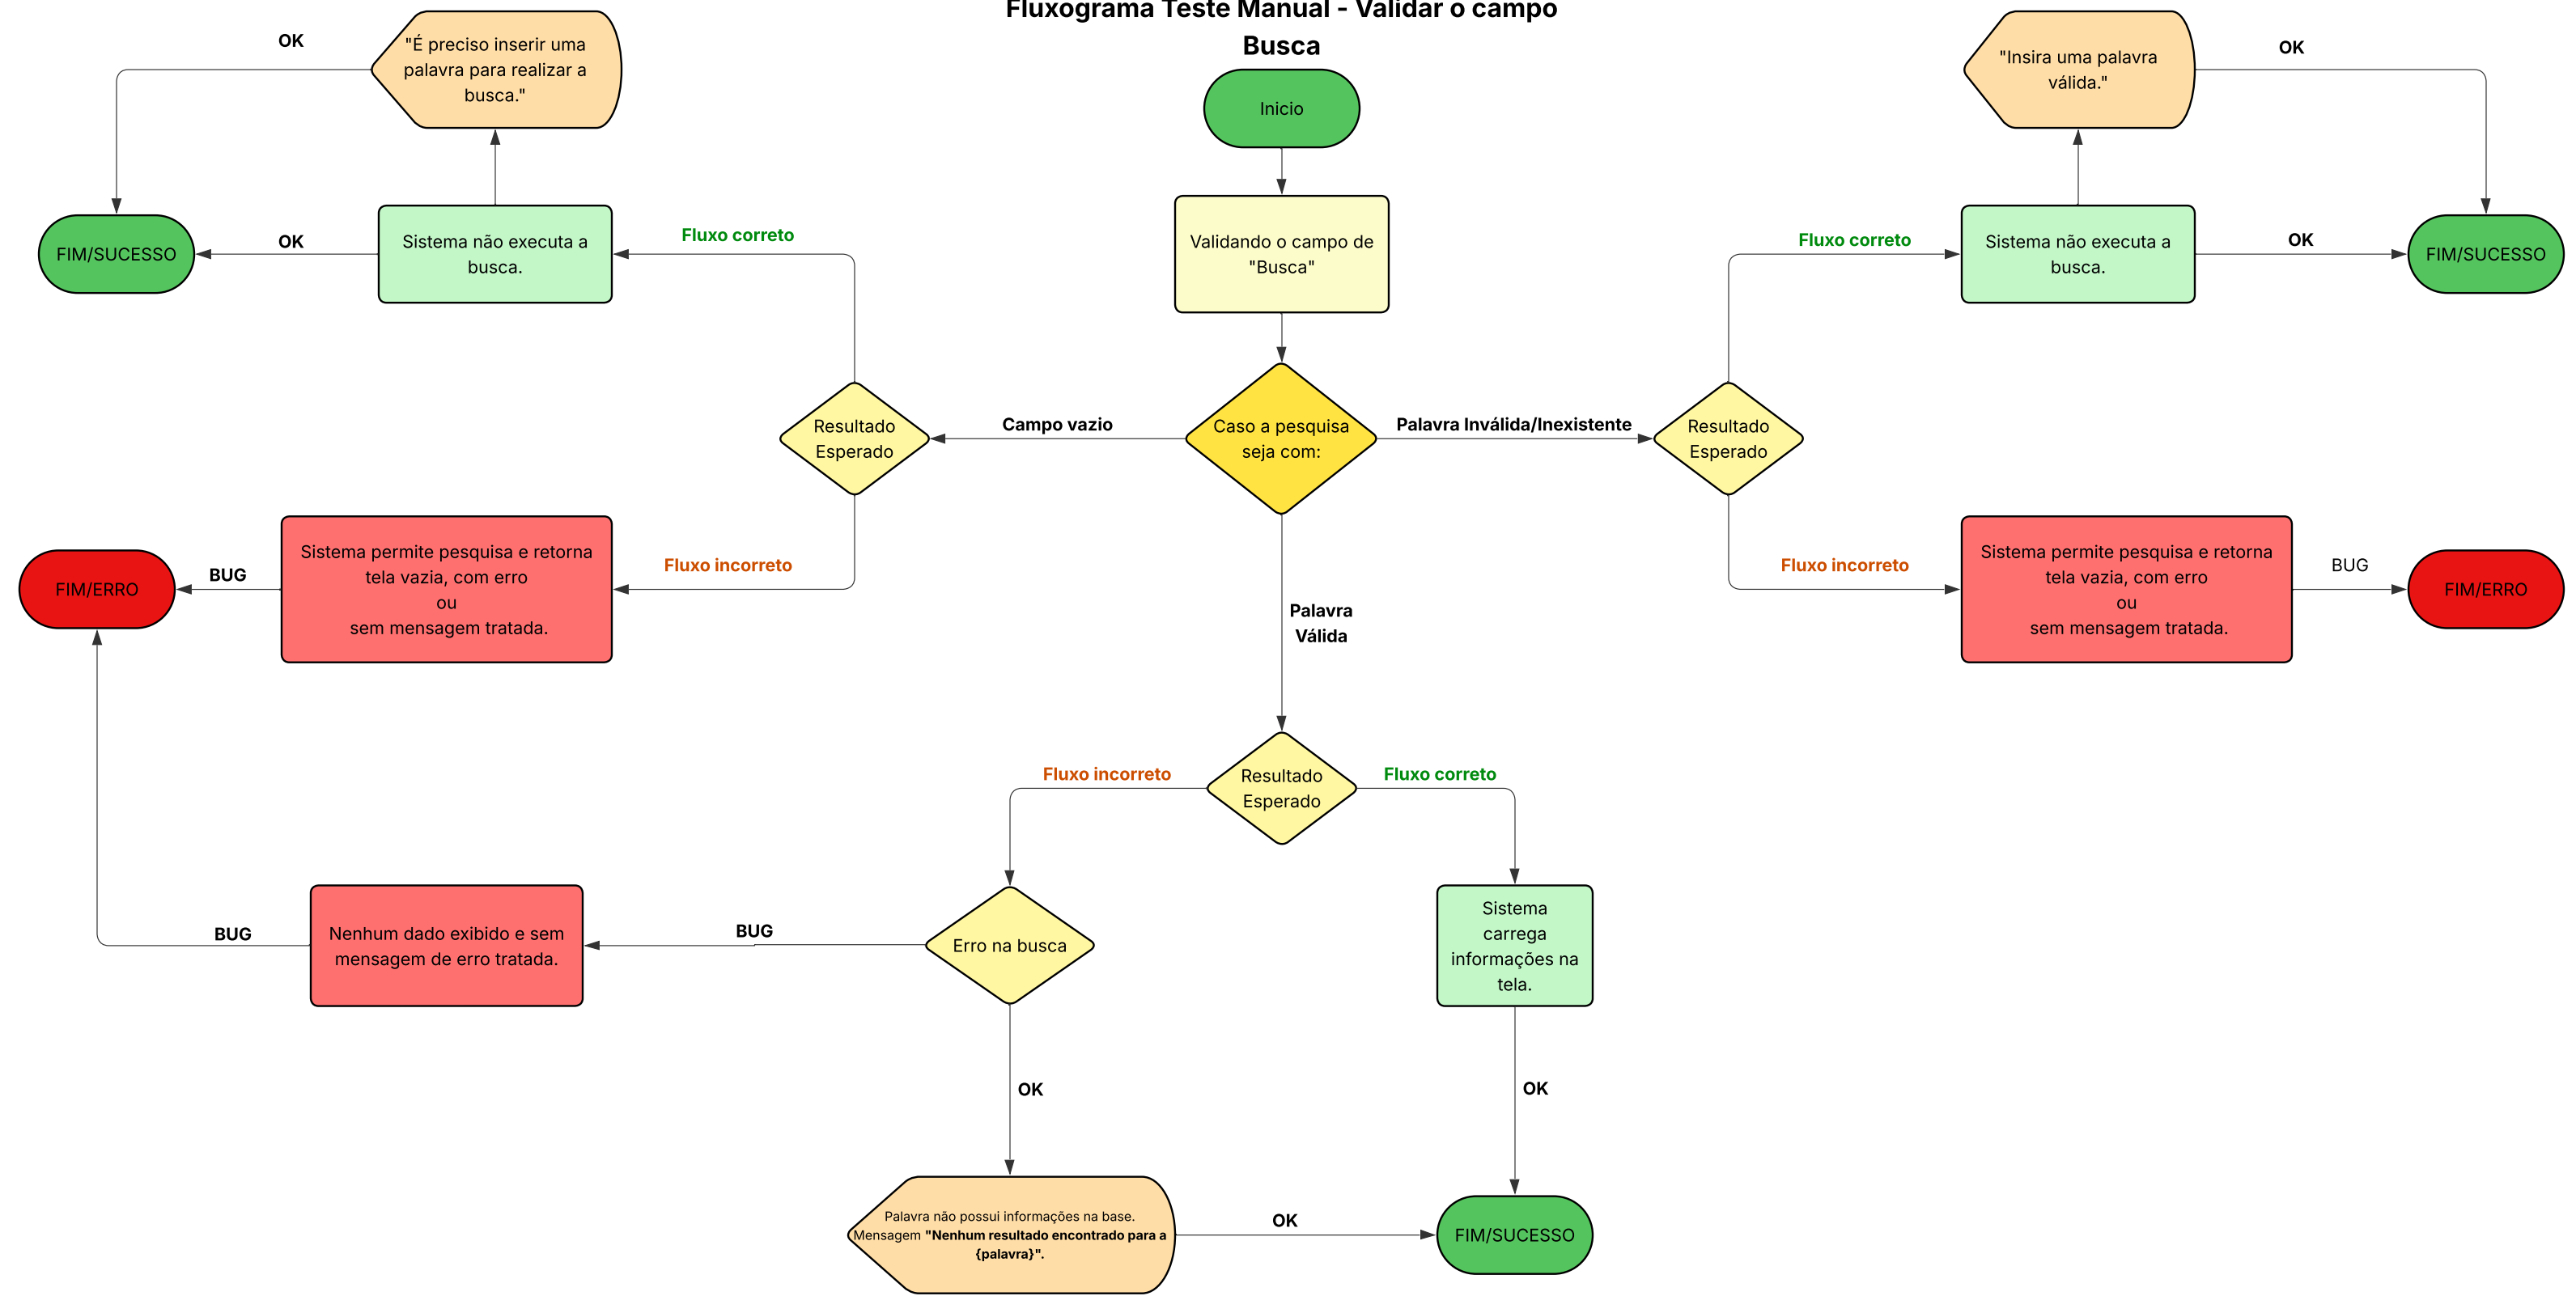 Fluxograma Teste Manual - Validar o campo
Busca
Inicio
Validando o campo de
"Busca"
Caso a pesquisa
seja com:
Campo vazio
Resultado
Esperado
Fluxo correto
Sistema não executa a
busca.
"É preciso inserir uma
palavra para realizar a
busca."
OK
OK
FIM/SUCESSO
Fluxo incorreto
Sistema permite pesquisa e retorna
tela vazia, com erro
ou
sem mensagem tratada.
BUG
FIM/ERRO
Palavra Inválida/Inexistente
Resultado
Esperado
Fluxo correto
Sistema não executa a
busca.
"Insira uma palavra
válida."
OK
OK
FIM/SUCESSO
Fluxo incorreto
Sistema permite pesquisa e retorna
tela vazia, com erro
ou
sem mensagem tratada.
BUG
FIM/ERRO
Palavra
Válida
Resultado
Esperado
Fluxo incorreto
Fluxo correto
Erro na busca
BUG
Nenhum dado exibido e sem
mensagem de erro tratada.
BUG
Sistema
carrega
informações na
tela.
OK
OK
Palavra não possui informações na base.
Mensagem "Nenhum resultado encontrado para a
{palavra}".
OK
FIM/SUCESSO